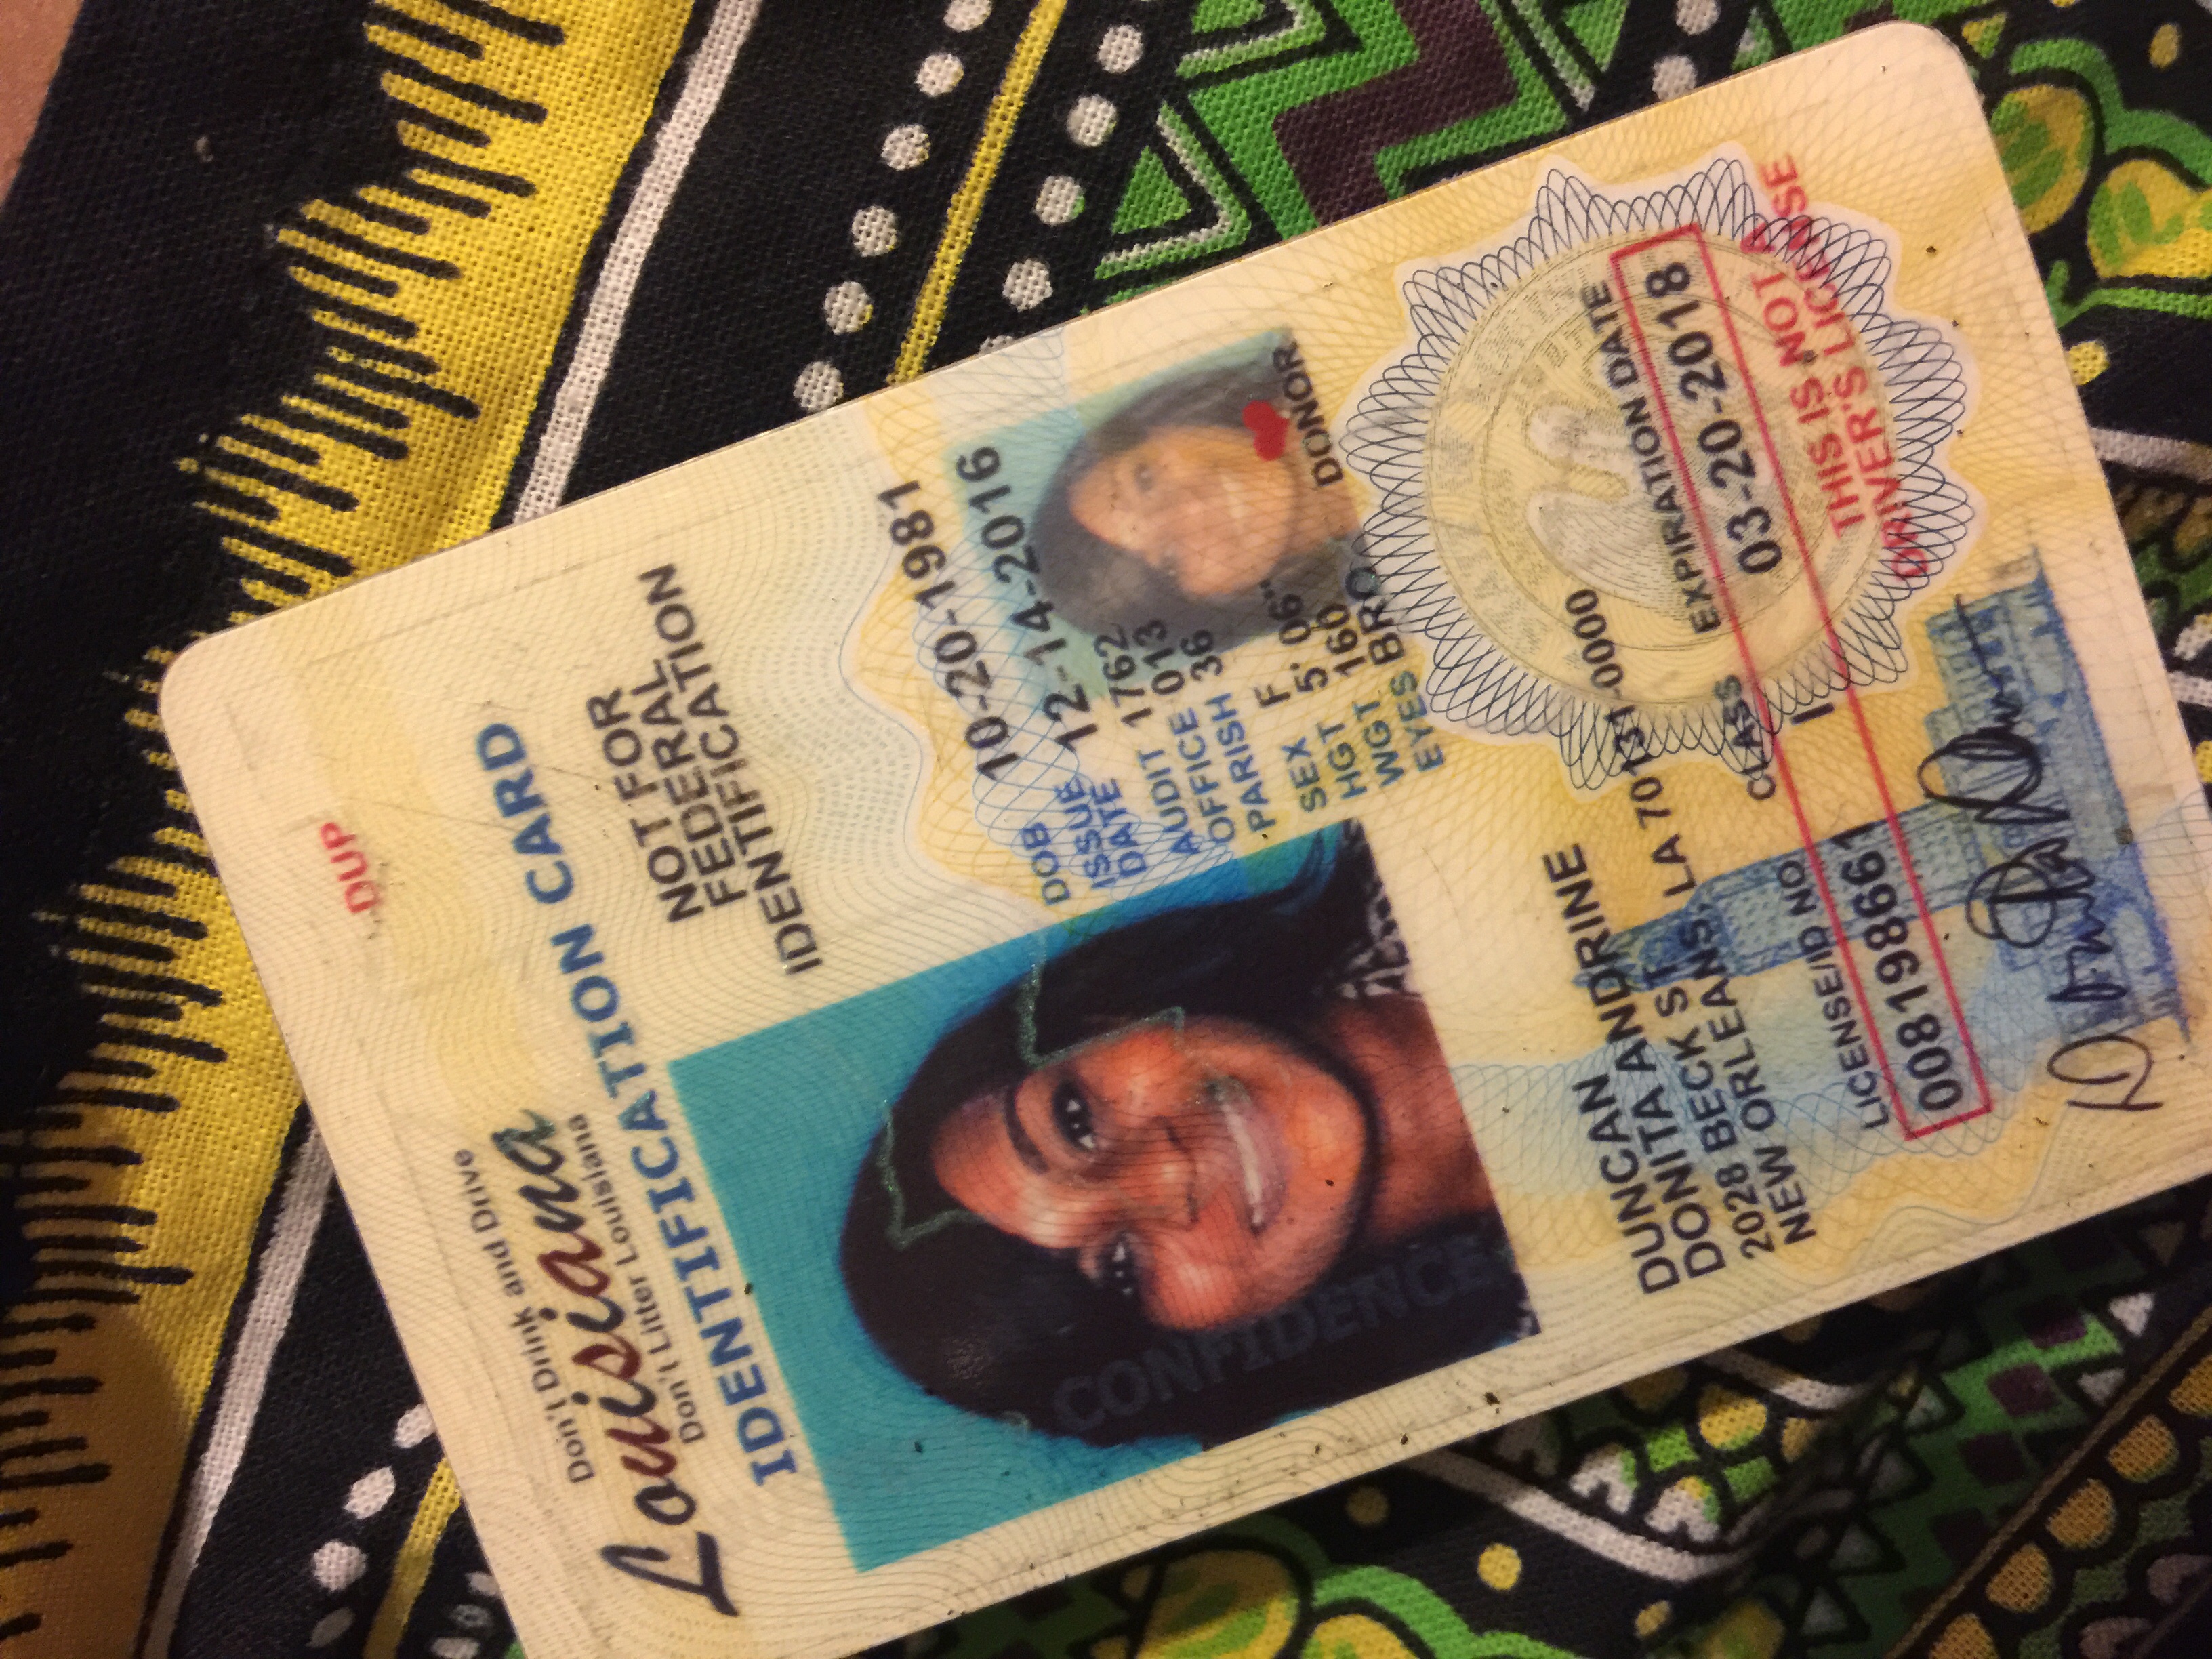 DUP
Don't Drink and Drive
Louisiana
Don't Litter Louisiana
IDENTIFICATION CARD
NOT FOR
FEDERAL
IDENTIFICATION
CONFIDENCE
DOB 10-20-1981
ISSUE DATE 12-14-2016
AUDIT 1762
OFFICE 013
PARISH 36
SEX F
HGT 5' 06"
WGT 160
EYES BRO
DONOR
DUNCAN
DONITA ANDRINE
2028 BECK ST
NEW ORLEANS, LA 70131-0000
LICENSE/ID NO CLASS EXPIRATION DATE
008198661 I 03-20-2018
THIS IS NOT A
DRIVER'S LICENSE